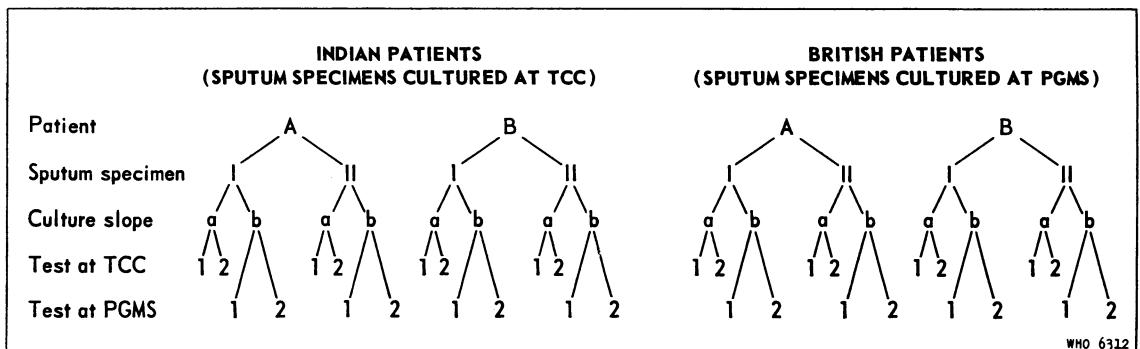 INDIAN PATIENTS BRITISH PATIENTS
(SPUTUM SPECIMENS CULTURED AT TCC) (SPUTUM SPECIMENS CULTURED AT PGMS)
Patient A B A B
Sputum specimen I II I II I II I II
Culture slope a b a b a b a b a b a b a b a b
Test at TCC 1 2 1 2 1 2 1 2 1 2 1 2 1 2 1 2
Test at PGMS 1 2 1 2 1 2 1 2 1 2 1 2 1 2 1 2
WHO 6312